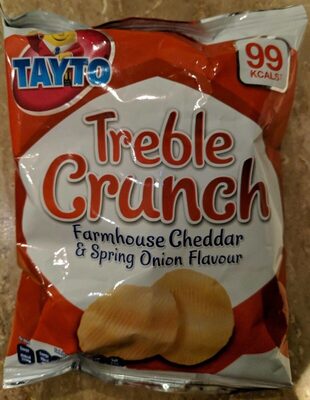 TAYTO
99
KCALS
Treble
Crunch
Farmhouse Cheddar
& Spring Onion Flavour